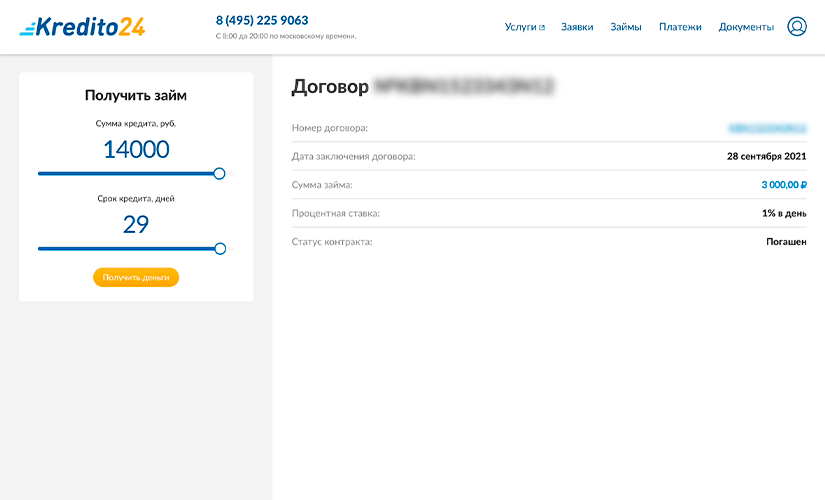 Kredito24
8 (495) 225 9063
С 8:00 до 20:00 по московскому времени.
Услуги
Заявки
Займы
Платежи
Документы
Получить займ
Сумма кредита, руб.
14000
Срок кредита, дней
29
Получить деньги
Договор
Номер договора:
Дата заключения договора: 28 сентября 2021
Сумма займа: 3 000,00 ₽
Процентная ставка: 1% в день
Статус контракта: Погашен